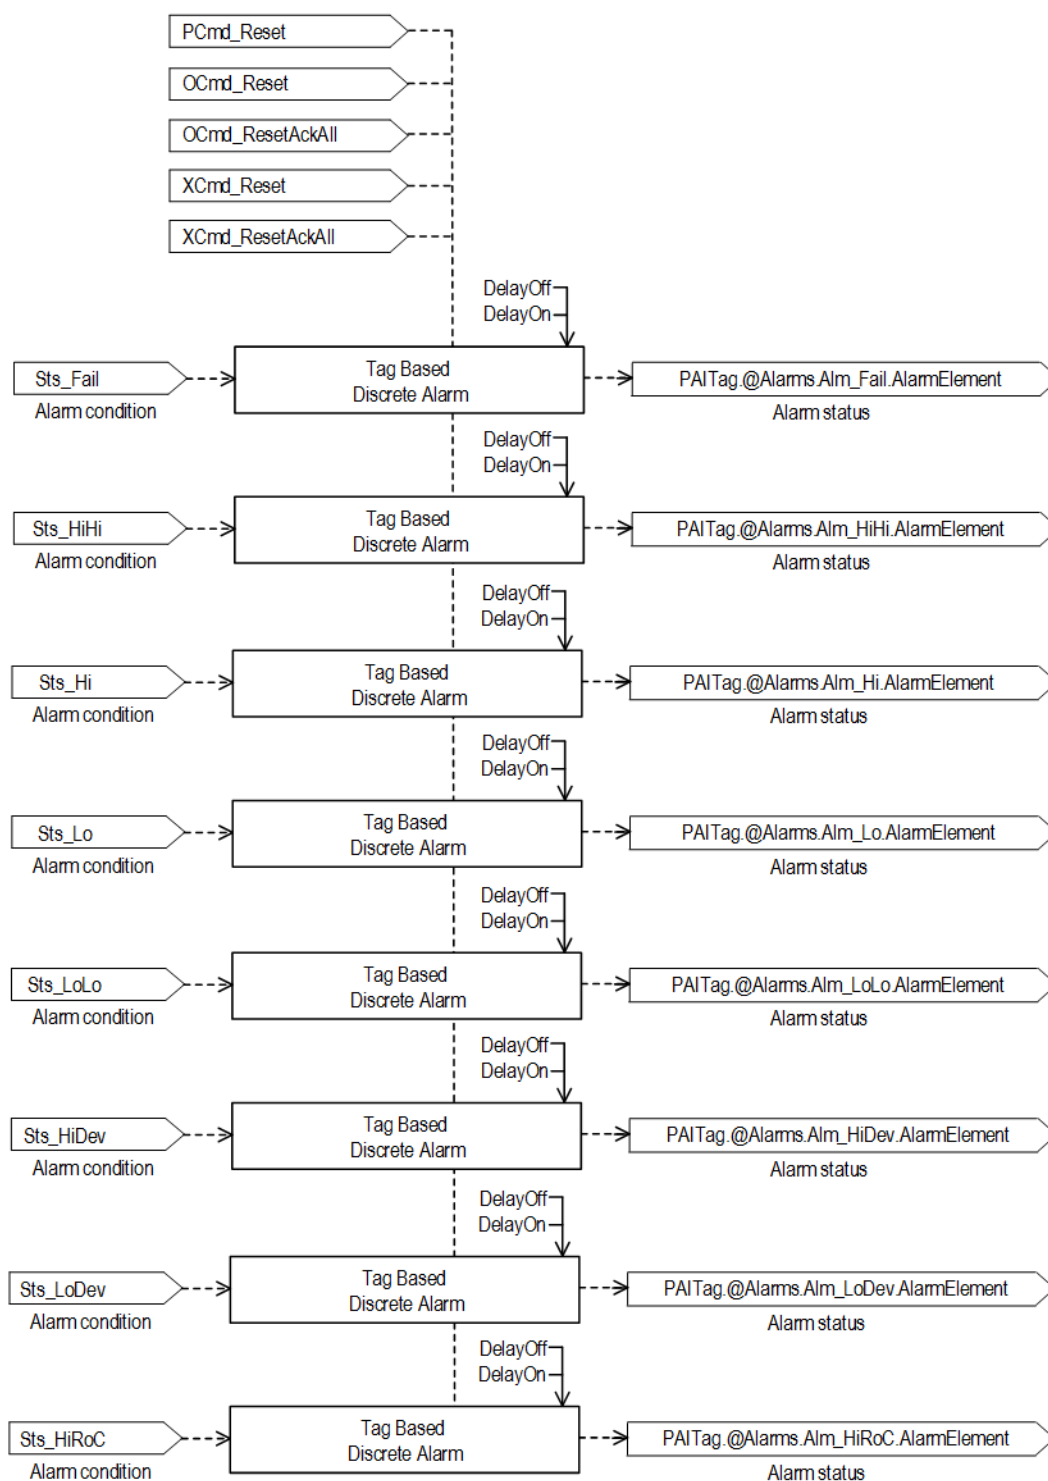 PCmd_Reset
OCmd_Reset
OCmd_ResetAckAll
XCmd_Reset
XCmd_ResetAckAll
DelayOff
DelayOn
Sts_Fail
Alarm condition
Tag Based
Discrete Alarm
PAITag.@Alarms.Alm_Fail.AlarmElement
Alarm status
DelayOff
DelayOn
Sts_HiHi
Alarm condition
Tag Based
Discrete Alarm
PAITag.@Alarms.Alm_HiHi.AlarmElement
Alarm status
DelayOff
DelayOn
Sts_Hi
Alarm condition
Tag Based
Discrete Alarm
PAITag.@Alarms.Alm_Hi.AlarmElement
Alarm status
DelayOff
DelayOn
Sts_Lo
Alarm condition
Tag Based
Discrete Alarm
PAITag.@Alarms.Alm_Lo.AlarmElement
Alarm status
DelayOff
DelayOn
Sts_LoLo
Alarm condition
Tag Based
Discrete Alarm
PAITag.@Alarms.Alm_LoLo.AlarmElement
Alarm status
DelayOff
DelayOn
Sts_HiDev
Alarm condition
Tag Based
Discrete Alarm
PAITag.@Alarms.Alm_HiDev.AlarmElement
Alarm status
DelayOff
DelayOn
Sts_LoDev
Alarm condition
Tag Based
Discrete Alarm
PAITag.@Alarms.Alm_LoDev.AlarmElement
Alarm status
DelayOff
DelayOn
Sts_HiRoC
Alarm condition
Tag Based
Discrete Alarm
PAITag.@Alarms.Alm_HiRoC.AlarmElement
Alarm status